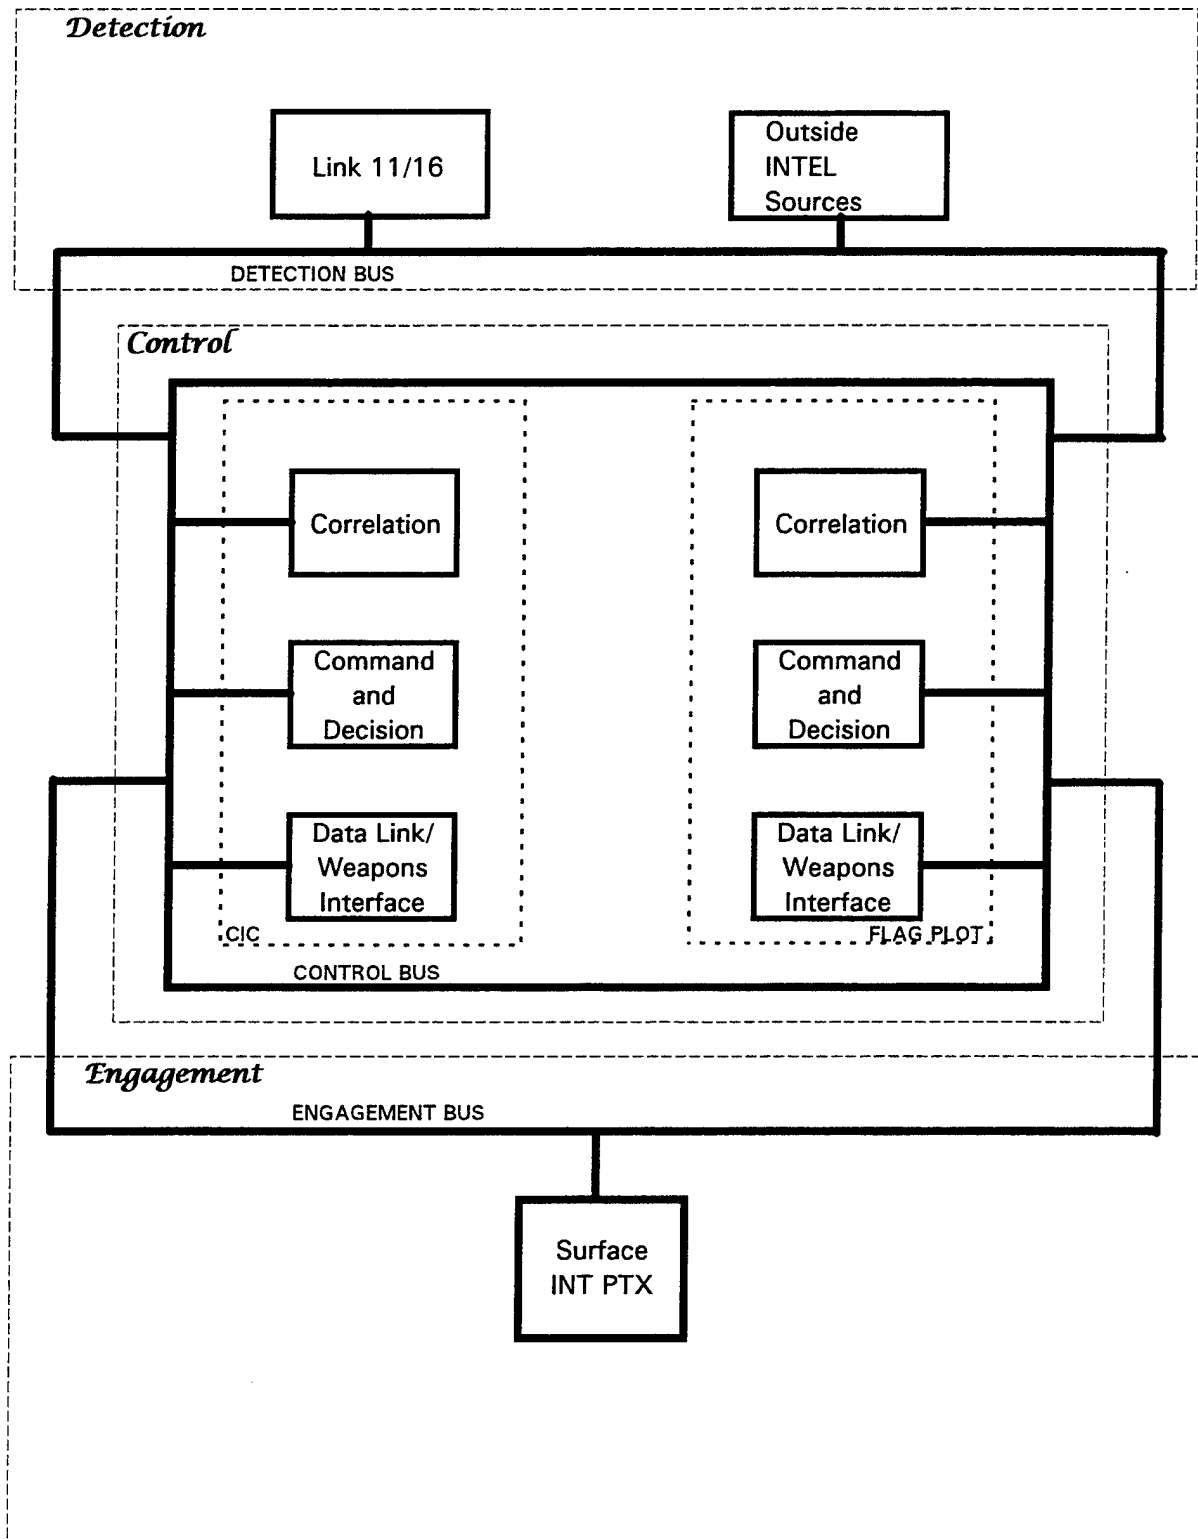 Detection
Link 11/16
Outside
INTEL
Sources
DETECTION BUS
Control
Correlation
Correlation
Command
and
Decision
Command
and
Decision
Data Link/
Weapons
Interface
Data Link/
Weapons
Interface
CIC
FLAG PLOT
CONTROL BUS
Engagement
ENGAGEMENT BUS
Surface
INT PTX